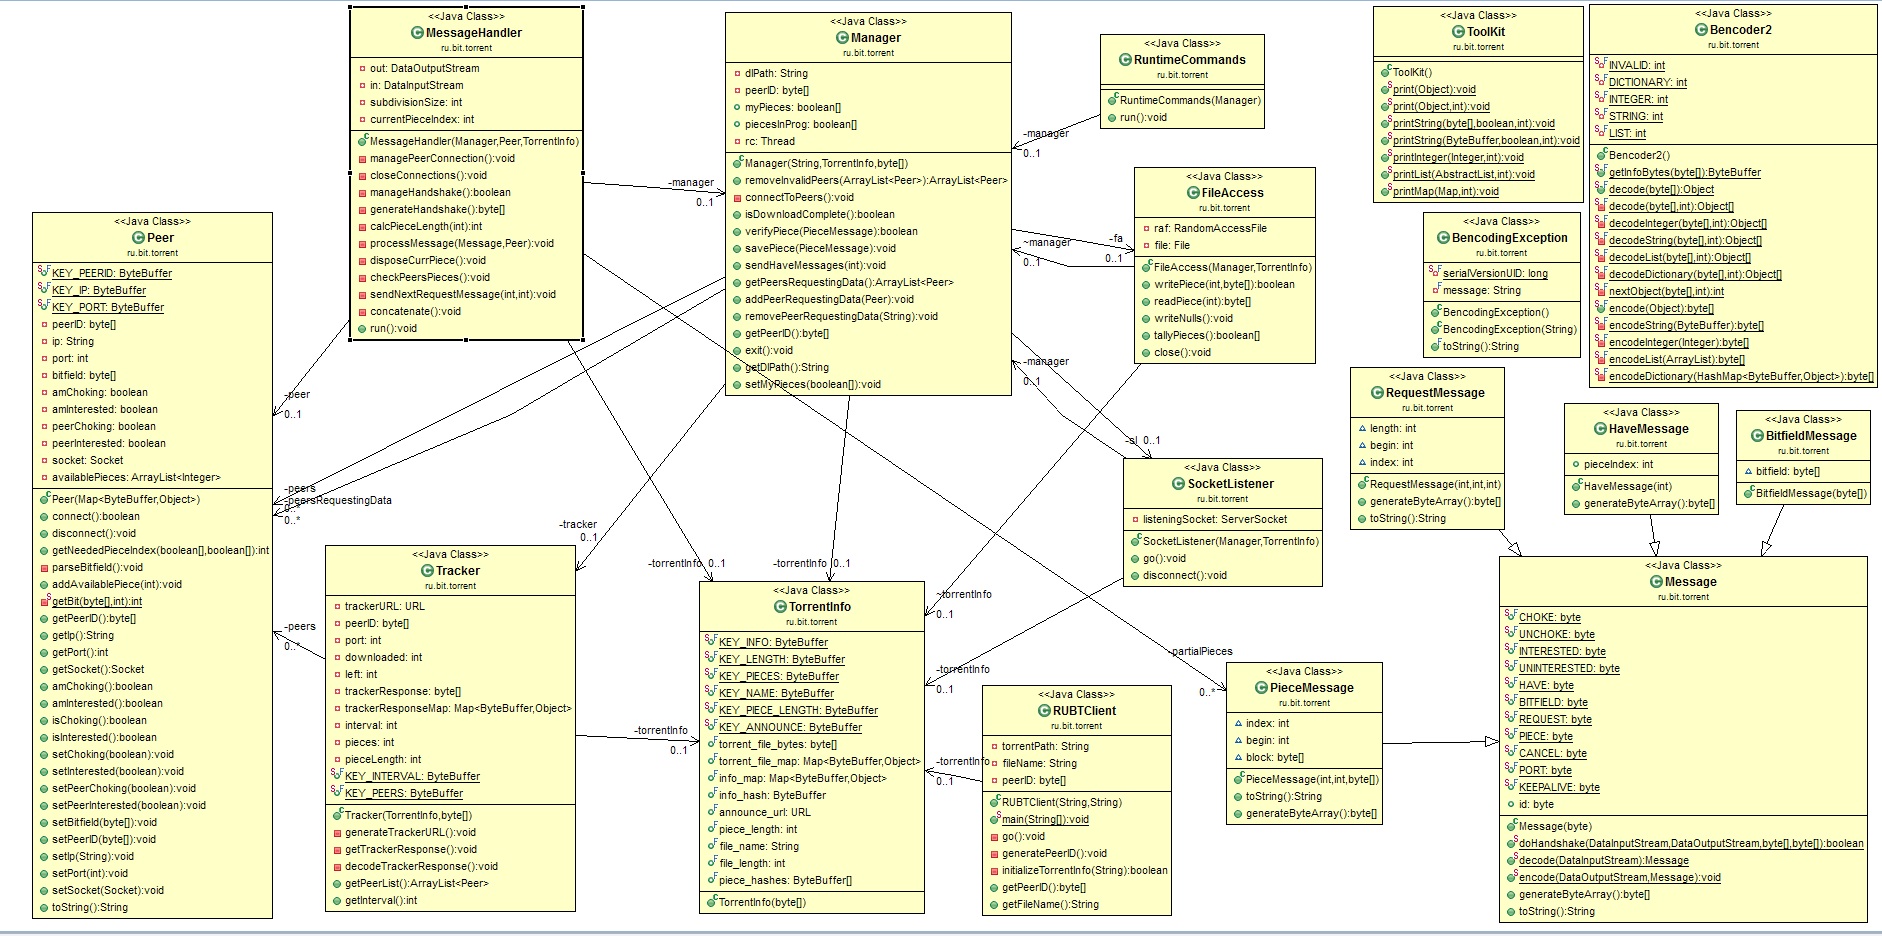 <<Java Class>>
MessageHandler
ru.bit.torrent
out: DataOutputStream
in: DataInputStream
subdivisionSize: int
currentPieceIndex: int
MessageHandler(Manager,Peer,TorrentInfo)
managePeerConnection():void
closeConnections():void
manageHandshake():boolean
generateHandshake():byte[]
calcPieceLength(int):int
processMessage(Message,Peer):void
disposeCurrPiece():void
checkPeersPieces():void
sendNextRequestMessage(int,int):void
concatenate():void
run():void
<<Java Class>>
Manager
ru.bit.torrent
dlPath: String
peerID: byte[]
myPieces: boolean[]
piecesInProg: boolean[]
rc: Thread
Manager(String,TorrentInfo,byte[])
removeInvalidPeers(ArrayList<Peer>):ArrayList<Peer>
connectToPeers():void
isDownloadComplete():boolean
verifyPiece(PieceMessage):boolean
savePiece(PieceMessage):void
sendHaveMessages(int):void
getPeersRequestingData():ArrayList<Peer>
addPeerRequestingData(Peer):void
removePeerRequestingData(String):void
getPeerID():byte[]
exit():void
getDlPath():String
setMyPieces(boolean[]):void
<<Java Class>>
RuntimeCommands
ru.bit.torrent
RuntimeCommands(Manager)
run():void
<<Java Class>>
FileAccess
ru.bit.torrent
raf: RandomAccessFile
file: File
FileAccess(Manager,TorrentInfo)
writePiece(int,byte[]):boolean
readPiece(int):byte[]
writeNulls():void
tallyPieces():boolean[]
close():void
<<Java Class>>
ToolKit
ru.bit.torrent
ToolKit()
print(Object):void
print(Object,int):void
printString(byte[],boolean,int):void
printString(ByteBuffer,boolean,int):void
printInteger(Integer,int):void
printList(AbstractList,int):void
printMap(Map,int):void
<<Java Class>>
Bencoder2
ru.bit.torrent
INVALID: int
DICTIONARY: int
INTEGER: int
STRING: int
LIST: int
Bencoder2()
getInfoBytes(byte[]):ByteBuffer
decode(byte[]):Object
decode(byte[],int):Object[]
decodeInteger(byte[],int):Object[]
decodeString(byte[],int):Object[]
decodeList(byte[],int):Object[]
decodeDictionary(byte[],int):Object[]
nextObject(byte[],int):int
encode(Object):byte[]
encodeString(ByteBuffer):byte[]
encodeInteger(Integer):byte[]
encodeList(ArrayList):byte[]
encodeDictionary(HashMap<ByteBuffer,Object>):byte[]
<<Java Class>>
BencodingException
ru.bit.torrent
serialVersionUID: long
message: String
BencodingException()
BencodingException(String)
toString():String
<<Java Class>>
Peer
ru.bit.torrent
KEY_PEERID: ByteBuffer
KEY_IP: ByteBuffer
KEY_PORT: ByteBuffer
peerID: byte[]
ip: String
port: int
bitfield: byte[]
amChoking: boolean
amInterested: boolean
peerChoking: boolean
peerInterested: boolean
socket: Socket
availablePieces: ArrayList<Integer>
Peer(Map<ByteBuffer,Object>)
connect():boolean
disconnect():void
getNeededPieceIndex(boolean[],boolean[]):int
parseBitfield():void
addAvailablePiece(int):void
getBit(byte[],int):int
getPeerID():byte[]
getIp():String
getPort():int
getSocket():Socket
amChoking():boolean
amInterested():boolean
isChoking():boolean
isInterested():boolean
setChoking(boolean):void
setInterested(boolean):void
setPeerChoking(boolean):void
setPeerInterested(boolean):void
setBitfield(byte[]):void
setPeerID(byte[]):void
setIp(String):void
setPort(int):void
setSocket(Socket):void
toString():String
<<Java Class>>
RequestMessage
ru.bit.torrent
length: int
begin: int
index: int
RequestMessage(int,int,int)
generateByteArray():byte[]
toString():String
<<Java Class>>
HaveMessage
ru.bit.torrent
pieceIndex: int
HaveMessage(int)
generateByteArray():byte[]
<<Java Class>>
BitfieldMessage
ru.bit.torrent
bitfield: byte[]
BitfieldMessage(byte[])
<<Java Class>>
SocketListener
ru.bit.torrent
listeningSocket: ServerSocket
SocketListener(Manager,TorrentInfo)
go():void
disconnect():void
<<Java Class>>
Tracker
ru.bit.torrent
trackerURL: URL
peerID: byte[]
port: int
downloaded: int
left: int
trackerResponse: byte[]
trackerResponseMap: Map<ByteBuffer,Object>
interval: int
pieces: int
pieceLength: int
KEY_INTERVAL: ByteBuffer
KEY_PEERS: ByteBuffer
Tracker(TorrentInfo,byte[])
generateTrackerURL():void
getTrackerResponse():void
decodeTrackerResponse():void
getPeerList():ArrayList<Peer>
getInterval():int
<<Java Class>>
TorrentInfo
ru.bit.torrent
KEY_INFO: ByteBuffer
KEY_LENGTH: ByteBuffer
KEY_PIECES: ByteBuffer
KEY_NAME: ByteBuffer
KEY_PIECE_LENGTH: ByteBuffer
KEY_ANNOUNCE: ByteBuffer
torrent_file_bytes: byte[]
torrent_file_map: Map<ByteBuffer,Object>
info_map: Map<ByteBuffer,Object>
info_hash: ByteBuffer
announce_url: URL
piece_length: int
file_name: String
file_length: int
piece_hashes: ByteBuffer[]
TorrentInfo(byte[])
<<Java Class>>
RUBTClient
ru.bit.torrent
torrentPath: String
fileName: String
peerID: byte[]
RUBTClient(String,String)
main(String[]):void
go():void
generatePeerID():void
initializeTorrentInfo(String):boolean
getPeerID():byte[]
getFileName():String
<<Java Class>>
PieceMessage
ru.bit.torrent
index: int
begin: int
block: byte[]
PieceMessage(int,int,byte[])
toString():String
generateByteArray():byte[]
<<Java Class>>
Message
ru.bit.torrent
CHOKE: byte
UNCHOKE: byte
INTERESTED: byte
UNINTERESTED: byte
HAVE: byte
BITFIELD: byte
REQUEST: byte
PIECE: byte
CANCEL: byte
PORT: byte
KEEPALIVE: byte
id: byte
Message(byte)
doHandshake(DataInputStream,DataOutputStream,byte[],byte[]):boolean
decode(DataInputStream):Message
encode(DataOutputStream,Message):void
generateByteArray():byte[]
toString():String
-manager
0..1
-manager
0..1
-fa
0..1
~manager
0..1
-manager
0..1
-sl 0..1
-peer
0..1
-peers
0..*
-peersRequestingData
0..*
-tracker
0..1
-torrentInfo 0..1
-torrentInfo 0..1
~torrentInfo
0..1
-torrentInfo
0..1
-peers
0..*
-torrentInfo
0..1
-torrentInfo
0..1
-partialPieces
0..*